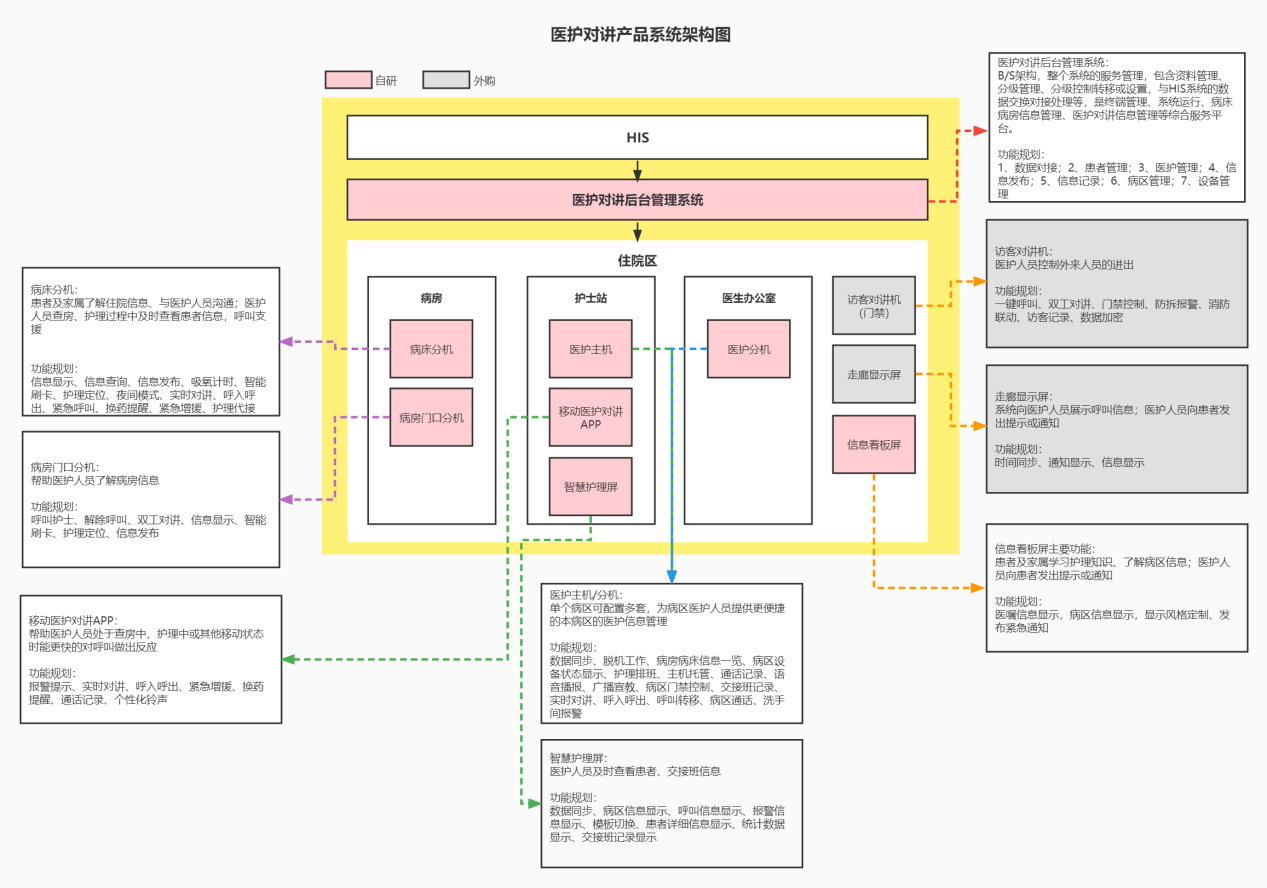 医护对讲产品系统架构图
自研
外购
HIS
医护对讲后台管理系统
住院区
病房
病床分机
病房门口分机
护士站
医护主机
移动医护对讲
APP
智慧护理屏
医生办公室
医护分机
访客对讲机
(门禁)
走廊显示屏
信息看板屏
医护对讲后台管理系统：
B/S架构，整个系统的服务管理，包含资料管理、
分级管理、分级控制转移或设置，与HIS系统的数
据交换对接处理等，是终端管理、系统运行、病床
病房信息管理、医护对讲信息管理等综合服务平
台。
功能规划：
1、数据对接；2、患者管理；3、医护管理；4、信
息发布；5、信息记录；6、病区管理；7、设备管
理
访客对讲机：
医护人员控制外来人员的进出
功能规划：
一键呼叫、双工对讲、门禁控制、防拆报警、消防
联动、访客记录、数据加密
走廊显示屏：
系统向医护人员展示呼叫信息；医护人员向患者发
出提示或通知
功能规划：
时间同步、通知显示、信息显示
信息看板屏主要功能：
患者及家属学习护理知识、了解病区信息；医护人
员向患者发出提示或通知
功能规划：
医嘱信息显示，病区信息显示，显示风格定制、发
布紧急通知
病床分机：
患者及家属了解住院信息、与医护人员沟通；医护
人员查房、护理过程中及时查看患者信息，呼叫支
援
功能规划：
信息显示、信息查询、信息发布、吸氧计时、智能
刷卡、护理定位、夜间模式、实时对讲、呼入呼
出、紧急呼叫、换药提醒、紧急增援、护理代接
病房门口分机：
帮助医护人员了解病房信息
功能规划：
呼叫护士、解除呼叫、双工对讲、信息显示、智能
刷卡、护理定位、信息发布
移动医护对讲APP：
帮助医护人员处于查房中、护理中或其他移动状态
时能更快的对呼叫做出反应
功能规划：
报警提示、实时对讲、呼入呼出、紧急增援、换药
提醒、通话记录、个性化铃声
医护主机/分机：
单个病区可配置多套，为病区医护人员提供更便捷
的本病区的医护信息管理
功能规划：
数据同步、脱机工作、病房病床信息一览、病区设
备状态显示、护理排班、主机托管、通话记录、语
音播报、广播宣教、病区门禁控制、交接班记录、
实时对讲、呼入呼出、呼叫转移、病区通话、洗手
间报警
智慧护理屏：
医护人员及时查看患者、交接班信息
功能规划：
数据同步、病区信息显示、呼叫信息显示、报警信
息显示、模板切换、患者详细信息显示、统计数据
显示、交接班记录显示